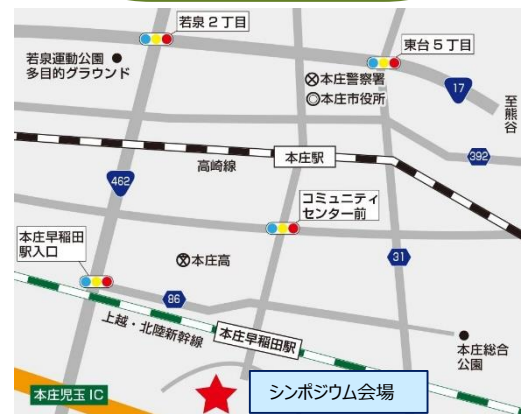 若泉2丁目
東台5丁目
若泉運動公園
多目的グラウンド
本庄警察署
本庄市役所
17
至熊谷
本庄駅
392
高崎線
462
コミュニティ
センター前
本庄早稲田
駅入口
本庄高
31
86
上越・北陸新幹線
本庄早稲田駅
本庄総合
公園
本庄児玉IC
シンポジウム会場